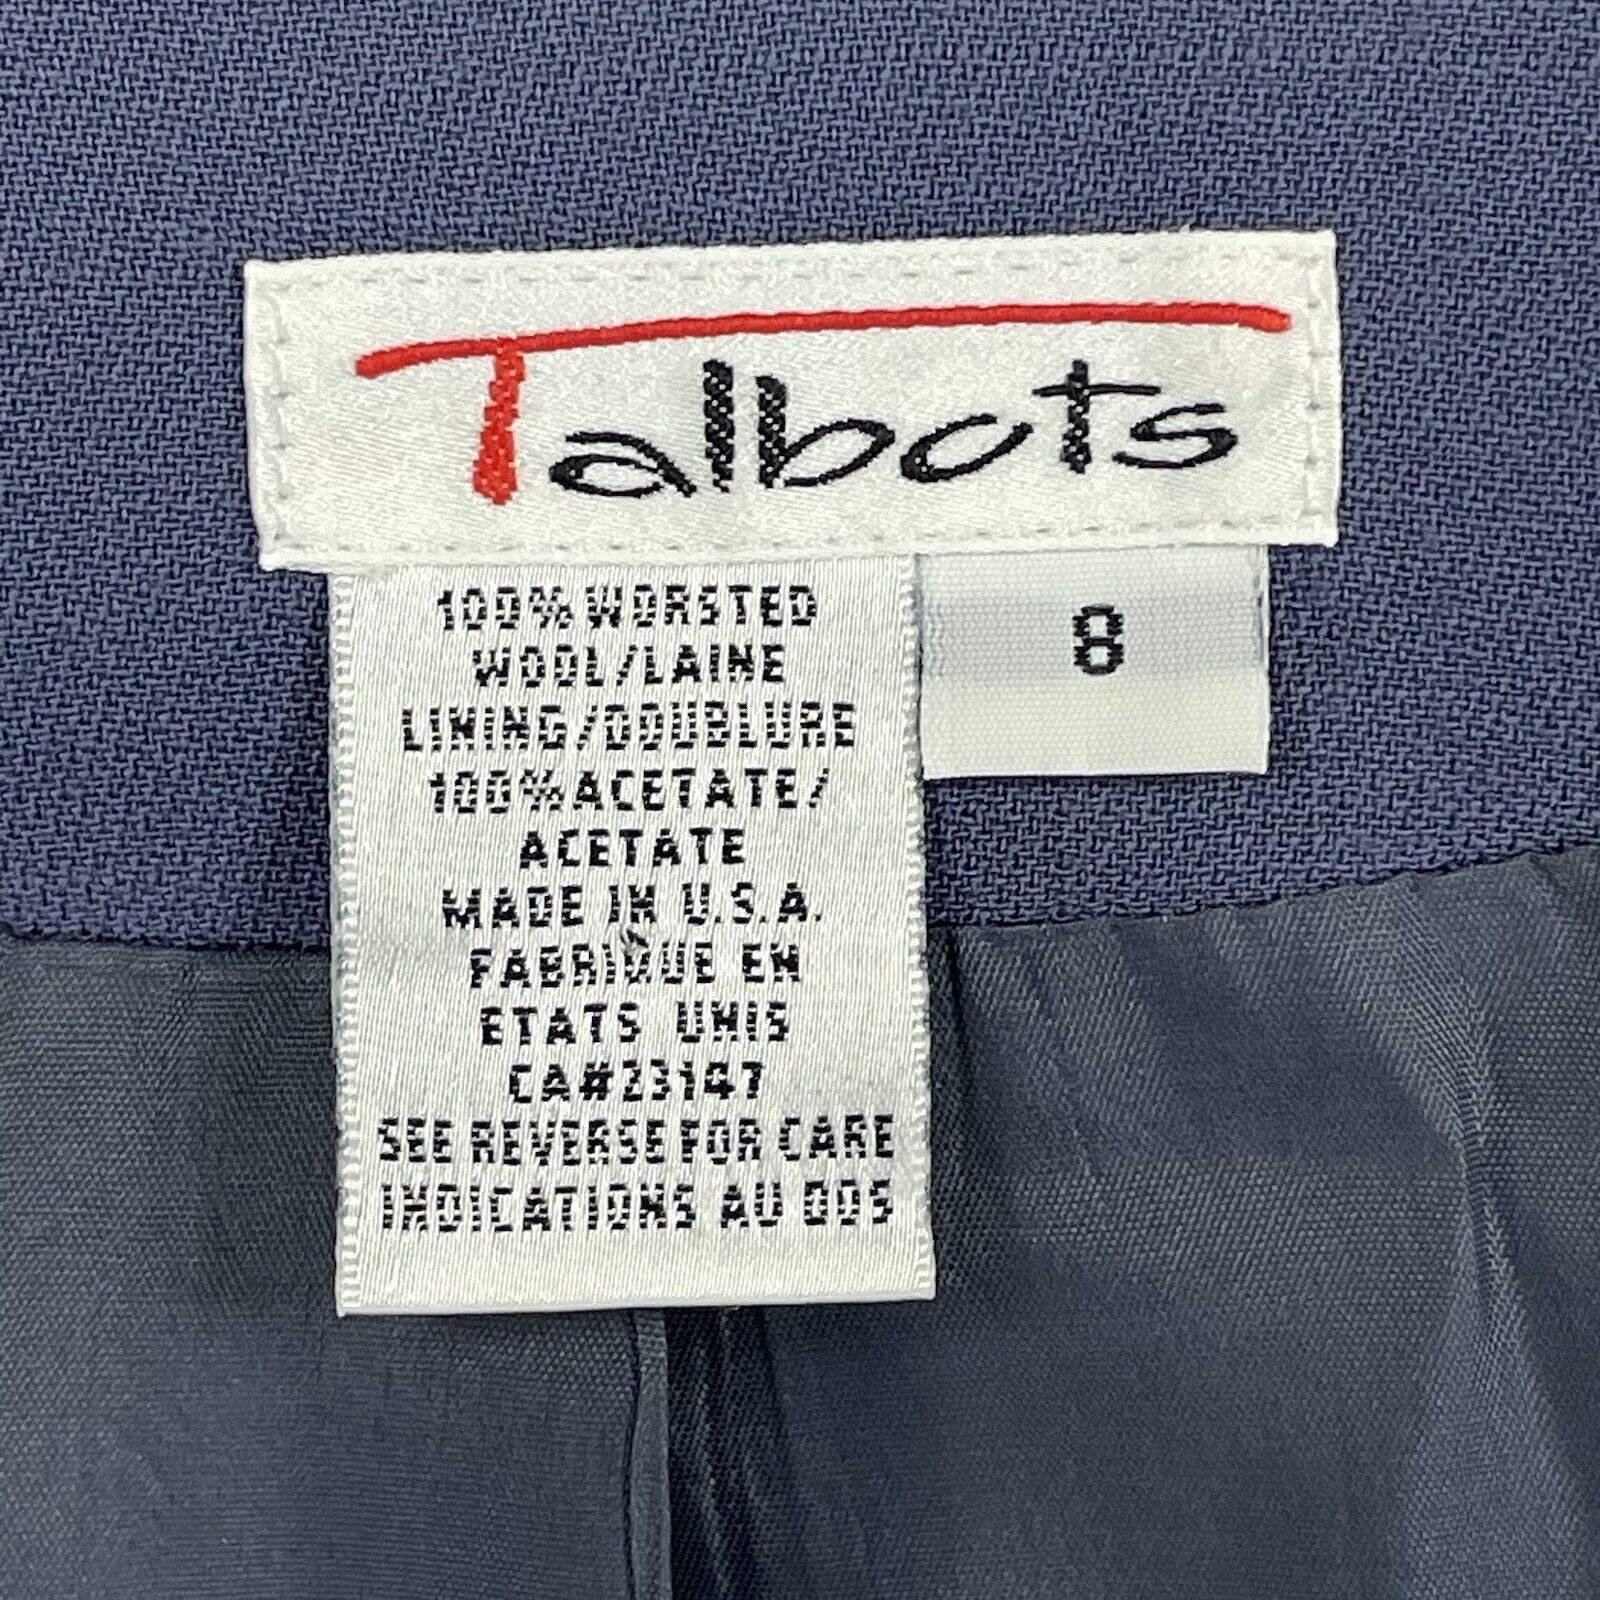 Talbots
8
100% WORSTED
WOOL/LAINE
LINING/DOUBLURE
100% ACETATE/
ACETATE
MADE IN U.S.A.
FABRIQUE EN
ETATS UNIS
CA#23147
SEE REVERSE FOR CARE
INDICATIONS AU DOS